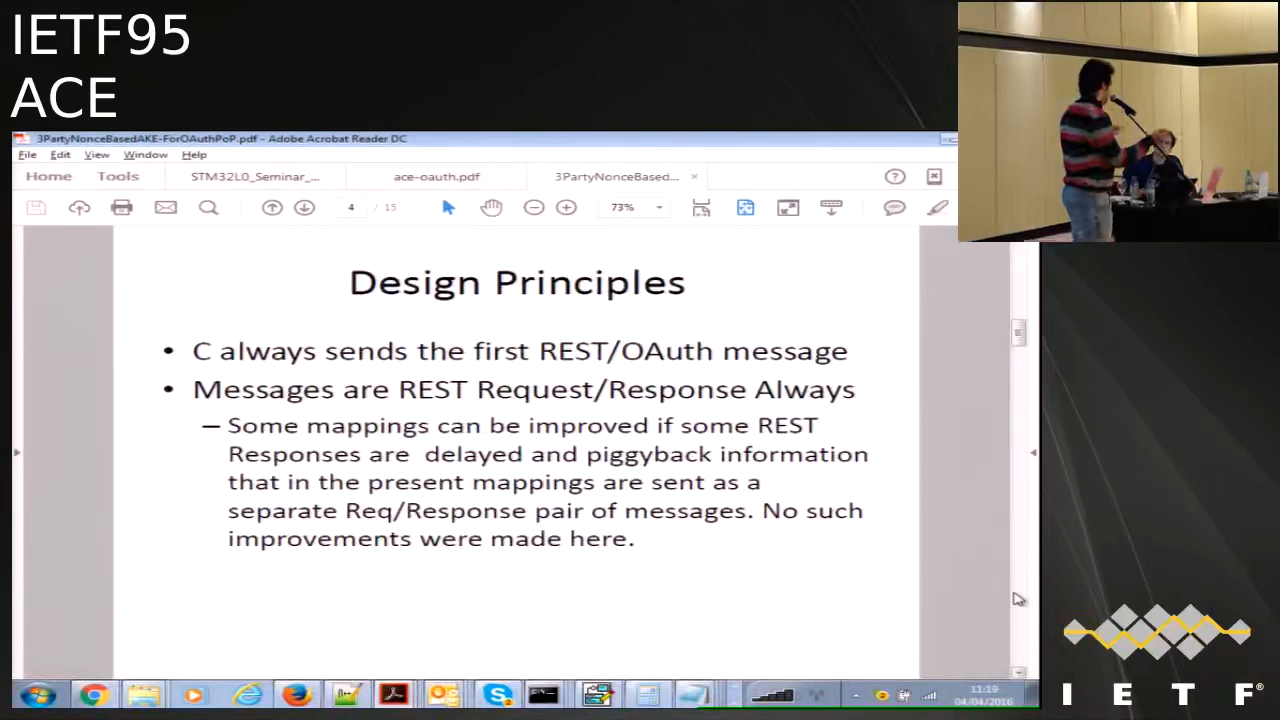 IETF95
ACE
3PartyNonceBasedAKE-ForOAuthPoP.pdf - Adobe Acrobat Reader DC
File Edit View Window Help
Home Tools STM32L0_Seminar_... ace-oauth.pdf 3PartyNonceBased... ×
4 / 15 73%
Design Principles
• C always sends the first REST/OAuth message
• Messages are REST Request/Response Always
– Some mappings can be improved if some REST
Responses are delayed and piggyback information
that in the present mappings are sent as a
separate Req/Response pair of messages. No such
improvements were made here.
11:19
04/04/2016
I E T F®